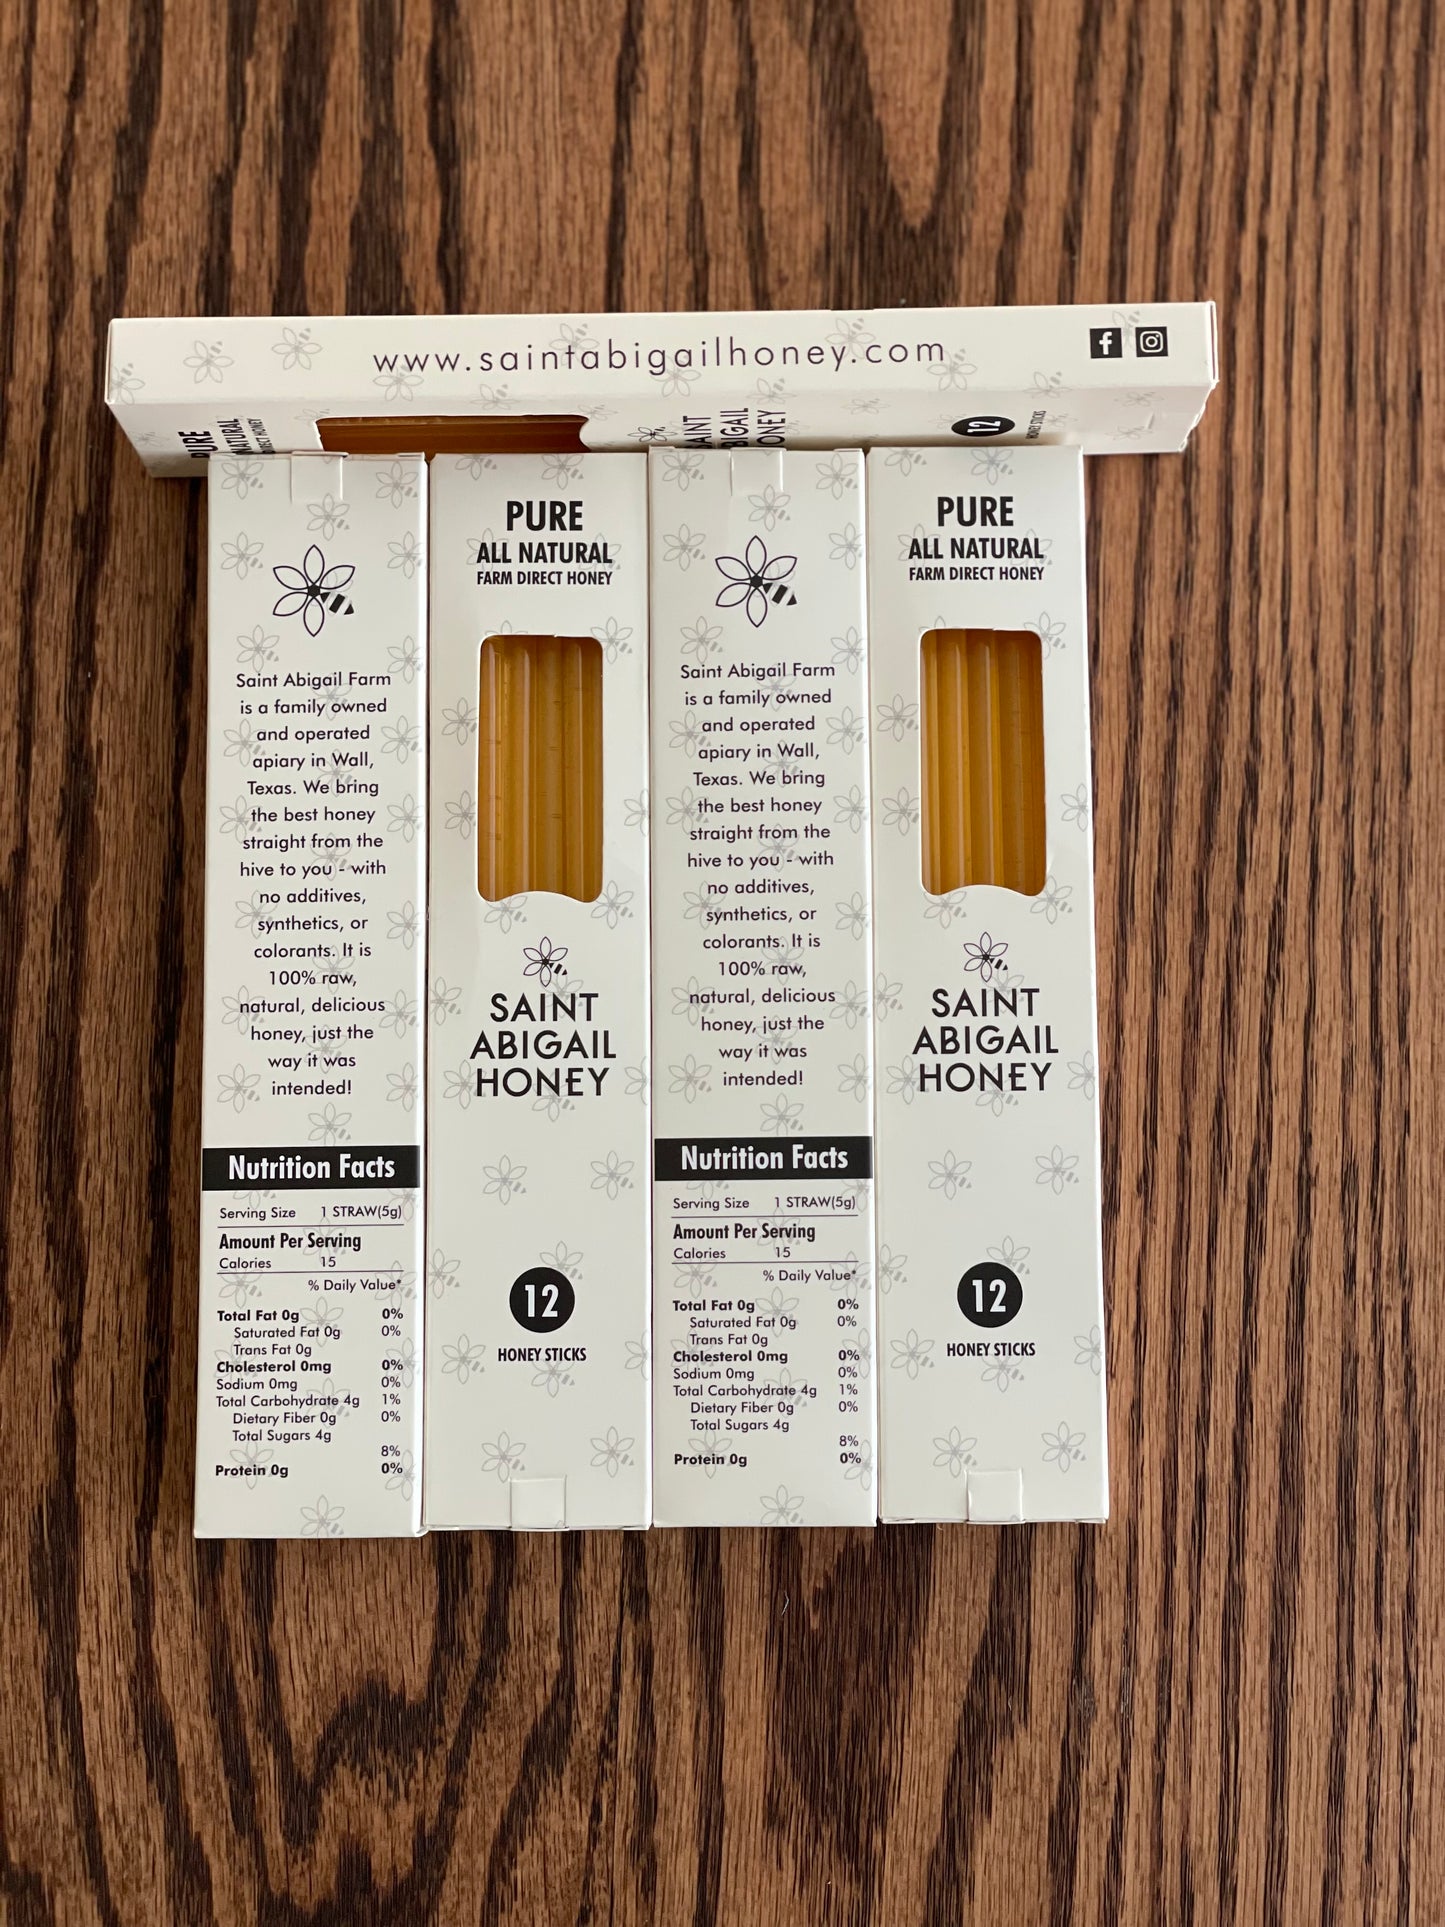 www.saintabigailhoney.com
PURE
NATURAL
DIRECT HONEY
SAINT
ABIGAIL
HONEY
12
HONEY STICKS
Saint Abigail Farm
is a family owned
and operated
apiary in Wall,
Texas. We bring
the best honey
straight from the
hive to you - with
no additives,
synthetics, or
colorants. It is
100% raw,
natural, delicious
honey, just the
way it was
intended!
Nutrition Facts
Serving Size 1 STRAW(5g)
Amount Per Serving
Calories 15
% Daily Value*
Total Fat 0g 0%
Saturated Fat 0g 0%
Trans Fat 0g
Cholesterol 0mg 0%
Sodium 0mg 0%
Total Carbohydrate 4g 1%
Dietary Fiber 0g 0%
Total Sugars 4g
8%
Protein 0g 0%
PURE
ALL NATURAL
FARM DIRECT HONEY
SAINT
ABIGAIL
HONEY
12
HONEY STICKS
Saint Abigail Farm
is a family owned
and operated
apiary in Wall,
Texas. We bring
the best honey
straight from the
hive to you - with
no additives,
synthetics, or
colorants. It is
100% raw,
natural, delicious
honey, just the
way it was
intended!
Nutrition Facts
Serving Size 1 STRAW(5g)
Amount Per Serving
Calories 15
% Daily Value*
Total Fat 0g 0%
Saturated Fat 0g 0%
Trans Fat 0g
Cholesterol 0mg 0%
Sodium 0mg 0%
Total Carbohydrate 4g 1%
Dietary Fiber 0g 0%
Total Sugars 4g
8%
Protein 0g 0%
PURE
ALL NATURAL
FARM DIRECT HONEY
SAINT
ABIGAIL
HONEY
12
HONEY STICKS